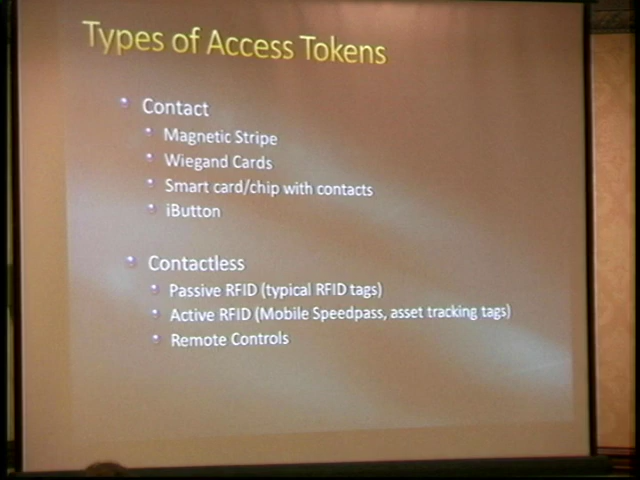 Types of Access Tokens
Contact
Magnetic Stripe
Wiegand Cards
Smart card/chip with contacts
iButton
Contactless
Passive RFID (typical RFID tags)
Active RFID (Mobile Speedpass, asset tracking tags)
Remote Controls